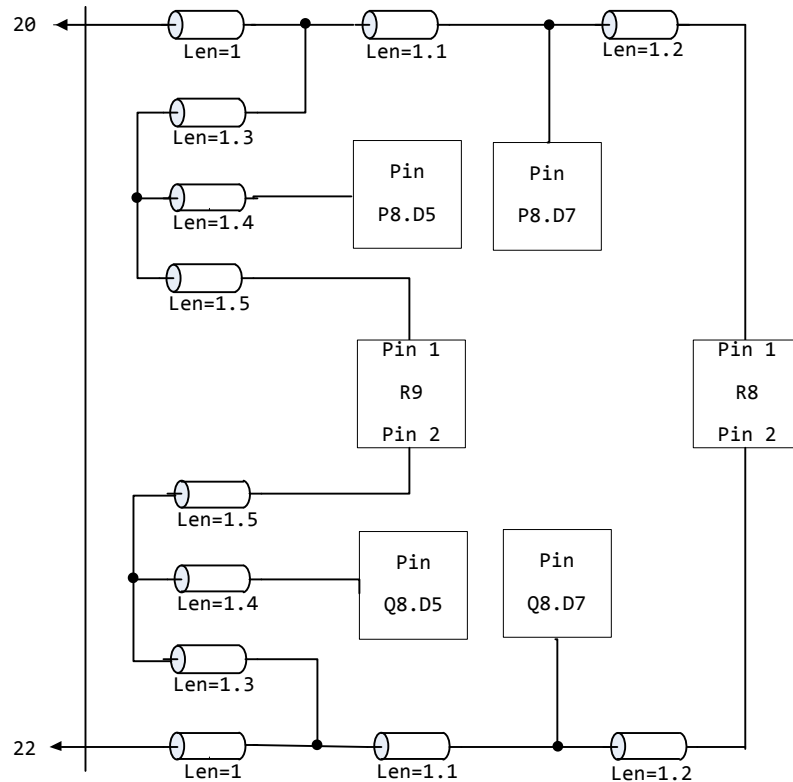 20
Len=1
Len=1.1
Len=1.2
Len=1.3
Pin
P8.D5
Pin
P8.D7
Len=1.4
Len=1.5
Pin 1
R9
Pin 2
Pin 1
R8
Pin 2
Len=1.5
Pin
Q8.D5
Pin
Q8.D7
Len=1.4
Len=1.3
22
Len=1
Len=1.1
Len=1.2